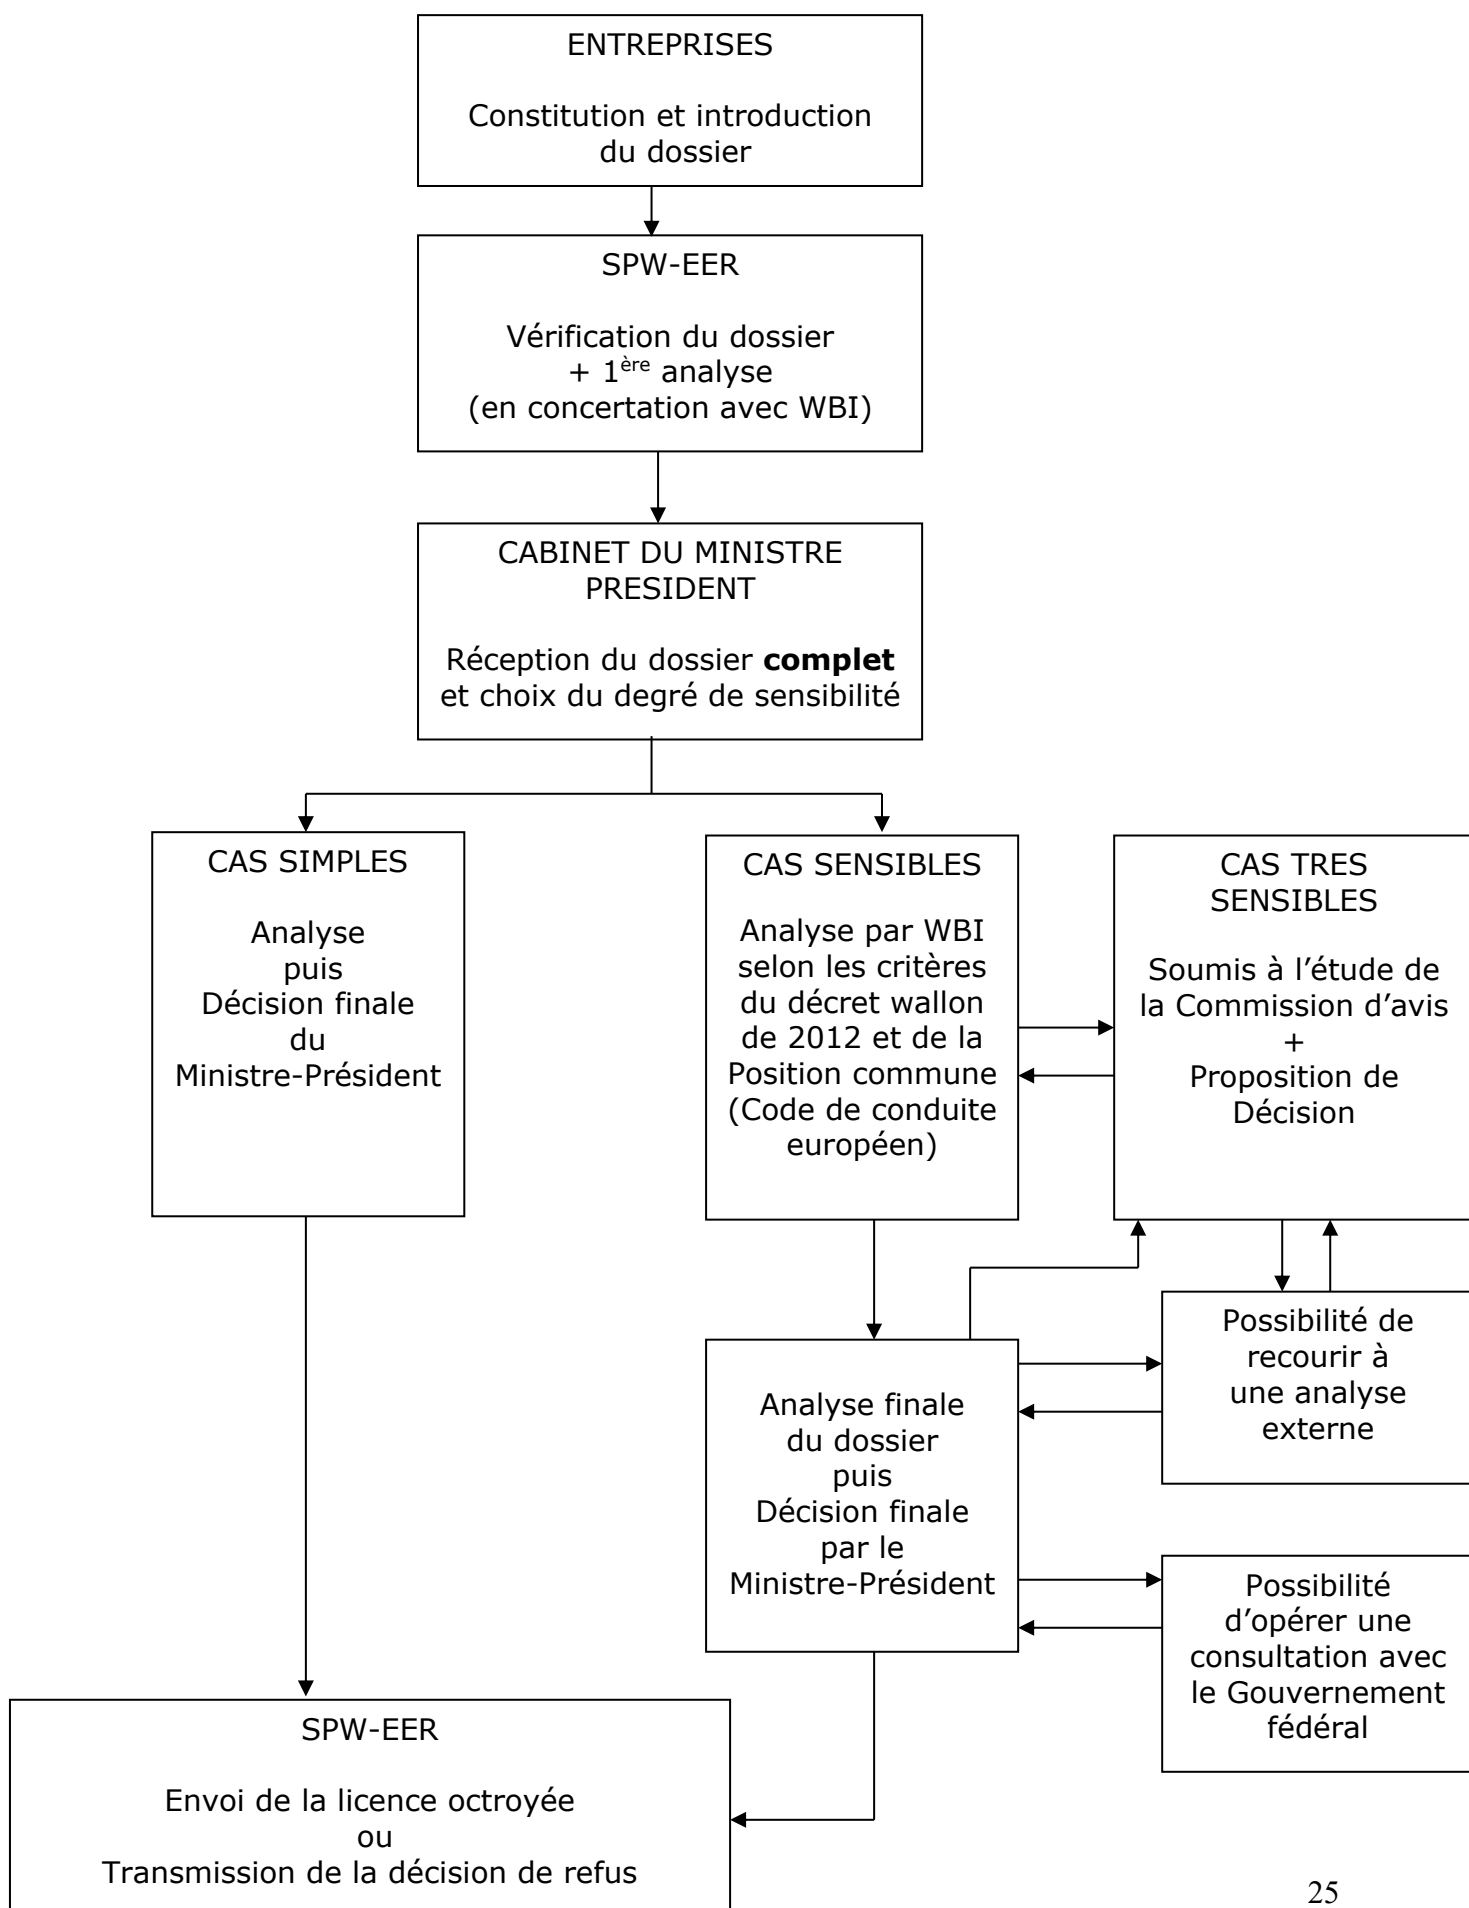 ENTREPRISES
Constitution et introduction
du dossier
SPW-EER
Vérification du dossier
+ 1ère analyse
(en concertation avec WBI)
CABINET DU MINISTRE
PRESIDENT
Réception du dossier complet
et choix du degré de sensibilité
CAS SIMPLES
Analyse
puis
Décision finale
du
Ministre-Président
CAS SENSIBLES
Analyse par WBI
selon les critères
du décret wallon
de 2012 et de la
Position commune
(Code de conduite
européen)
CAS TRES
SENSIBLES
Soumis à l’étude de
la Commission d’avis
+
Proposition de
Décision
Possibilité de
recourir à
une analyse
externe
Analyse finale
du dossier
puis
Décision finale
par le
Ministre-Président
Possibilité
d’opérer une
consultation avec
le Gouvernement
fédéral
SPW-EER
Envoi de la licence octroyée
ou
Transmission de la décision de refus
25